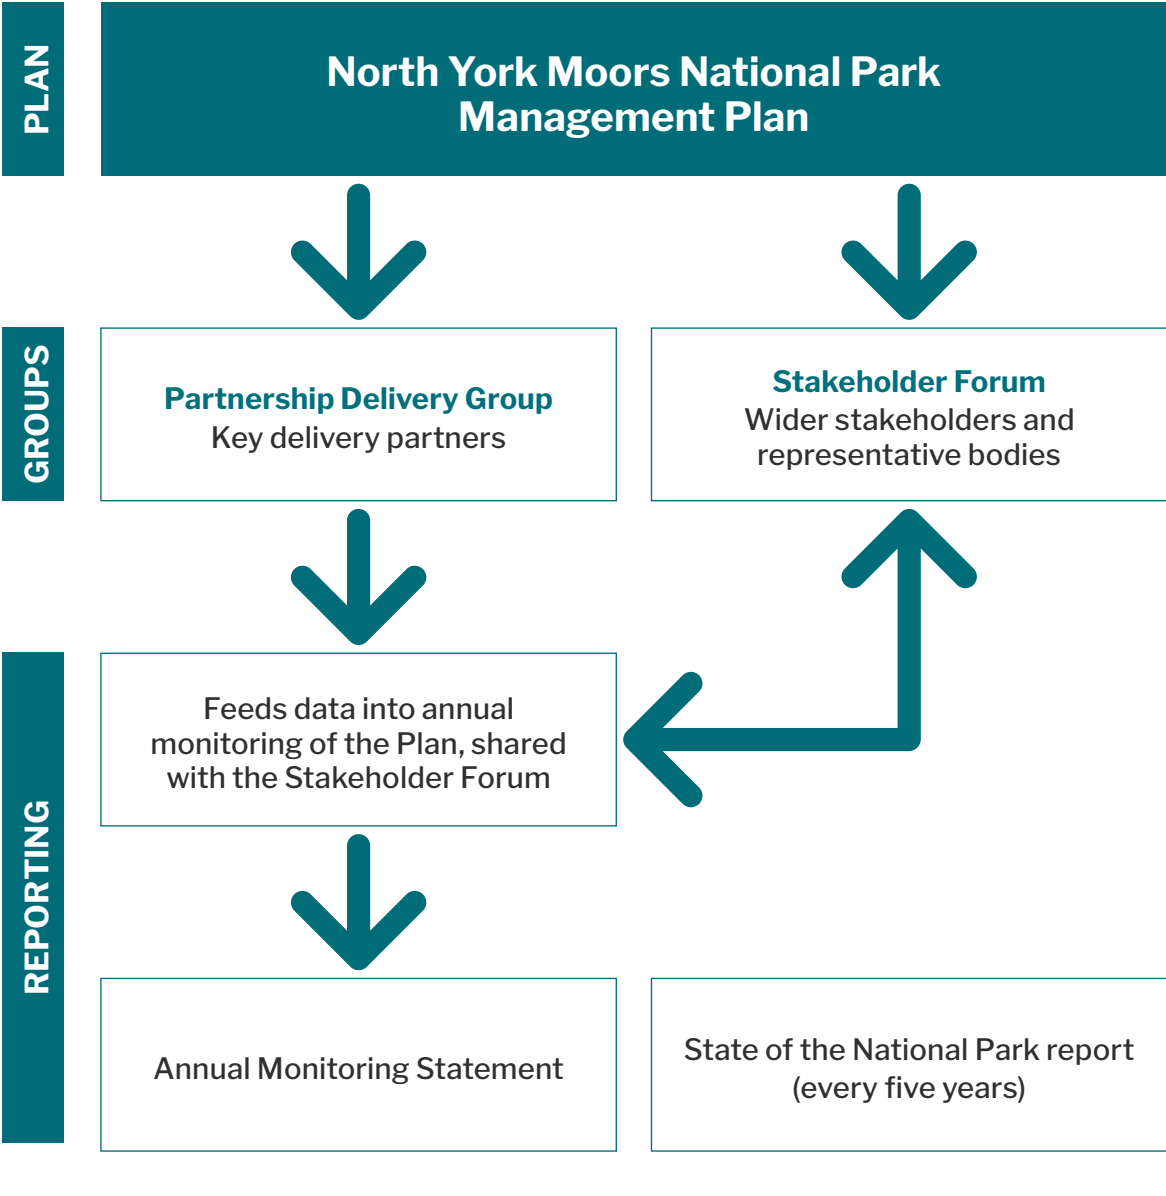 PLAN
North York Moors National Park
Management Plan
GROUPS
Partnership Delivery Group
Key delivery partners
Stakeholder Forum
Wider stakeholders and
representative bodies
REPORTING
Feeds data into annual
monitoring of the Plan, shared
with the Stakeholder Forum
Annual Monitoring Statement
State of the National Park report
(every five years)